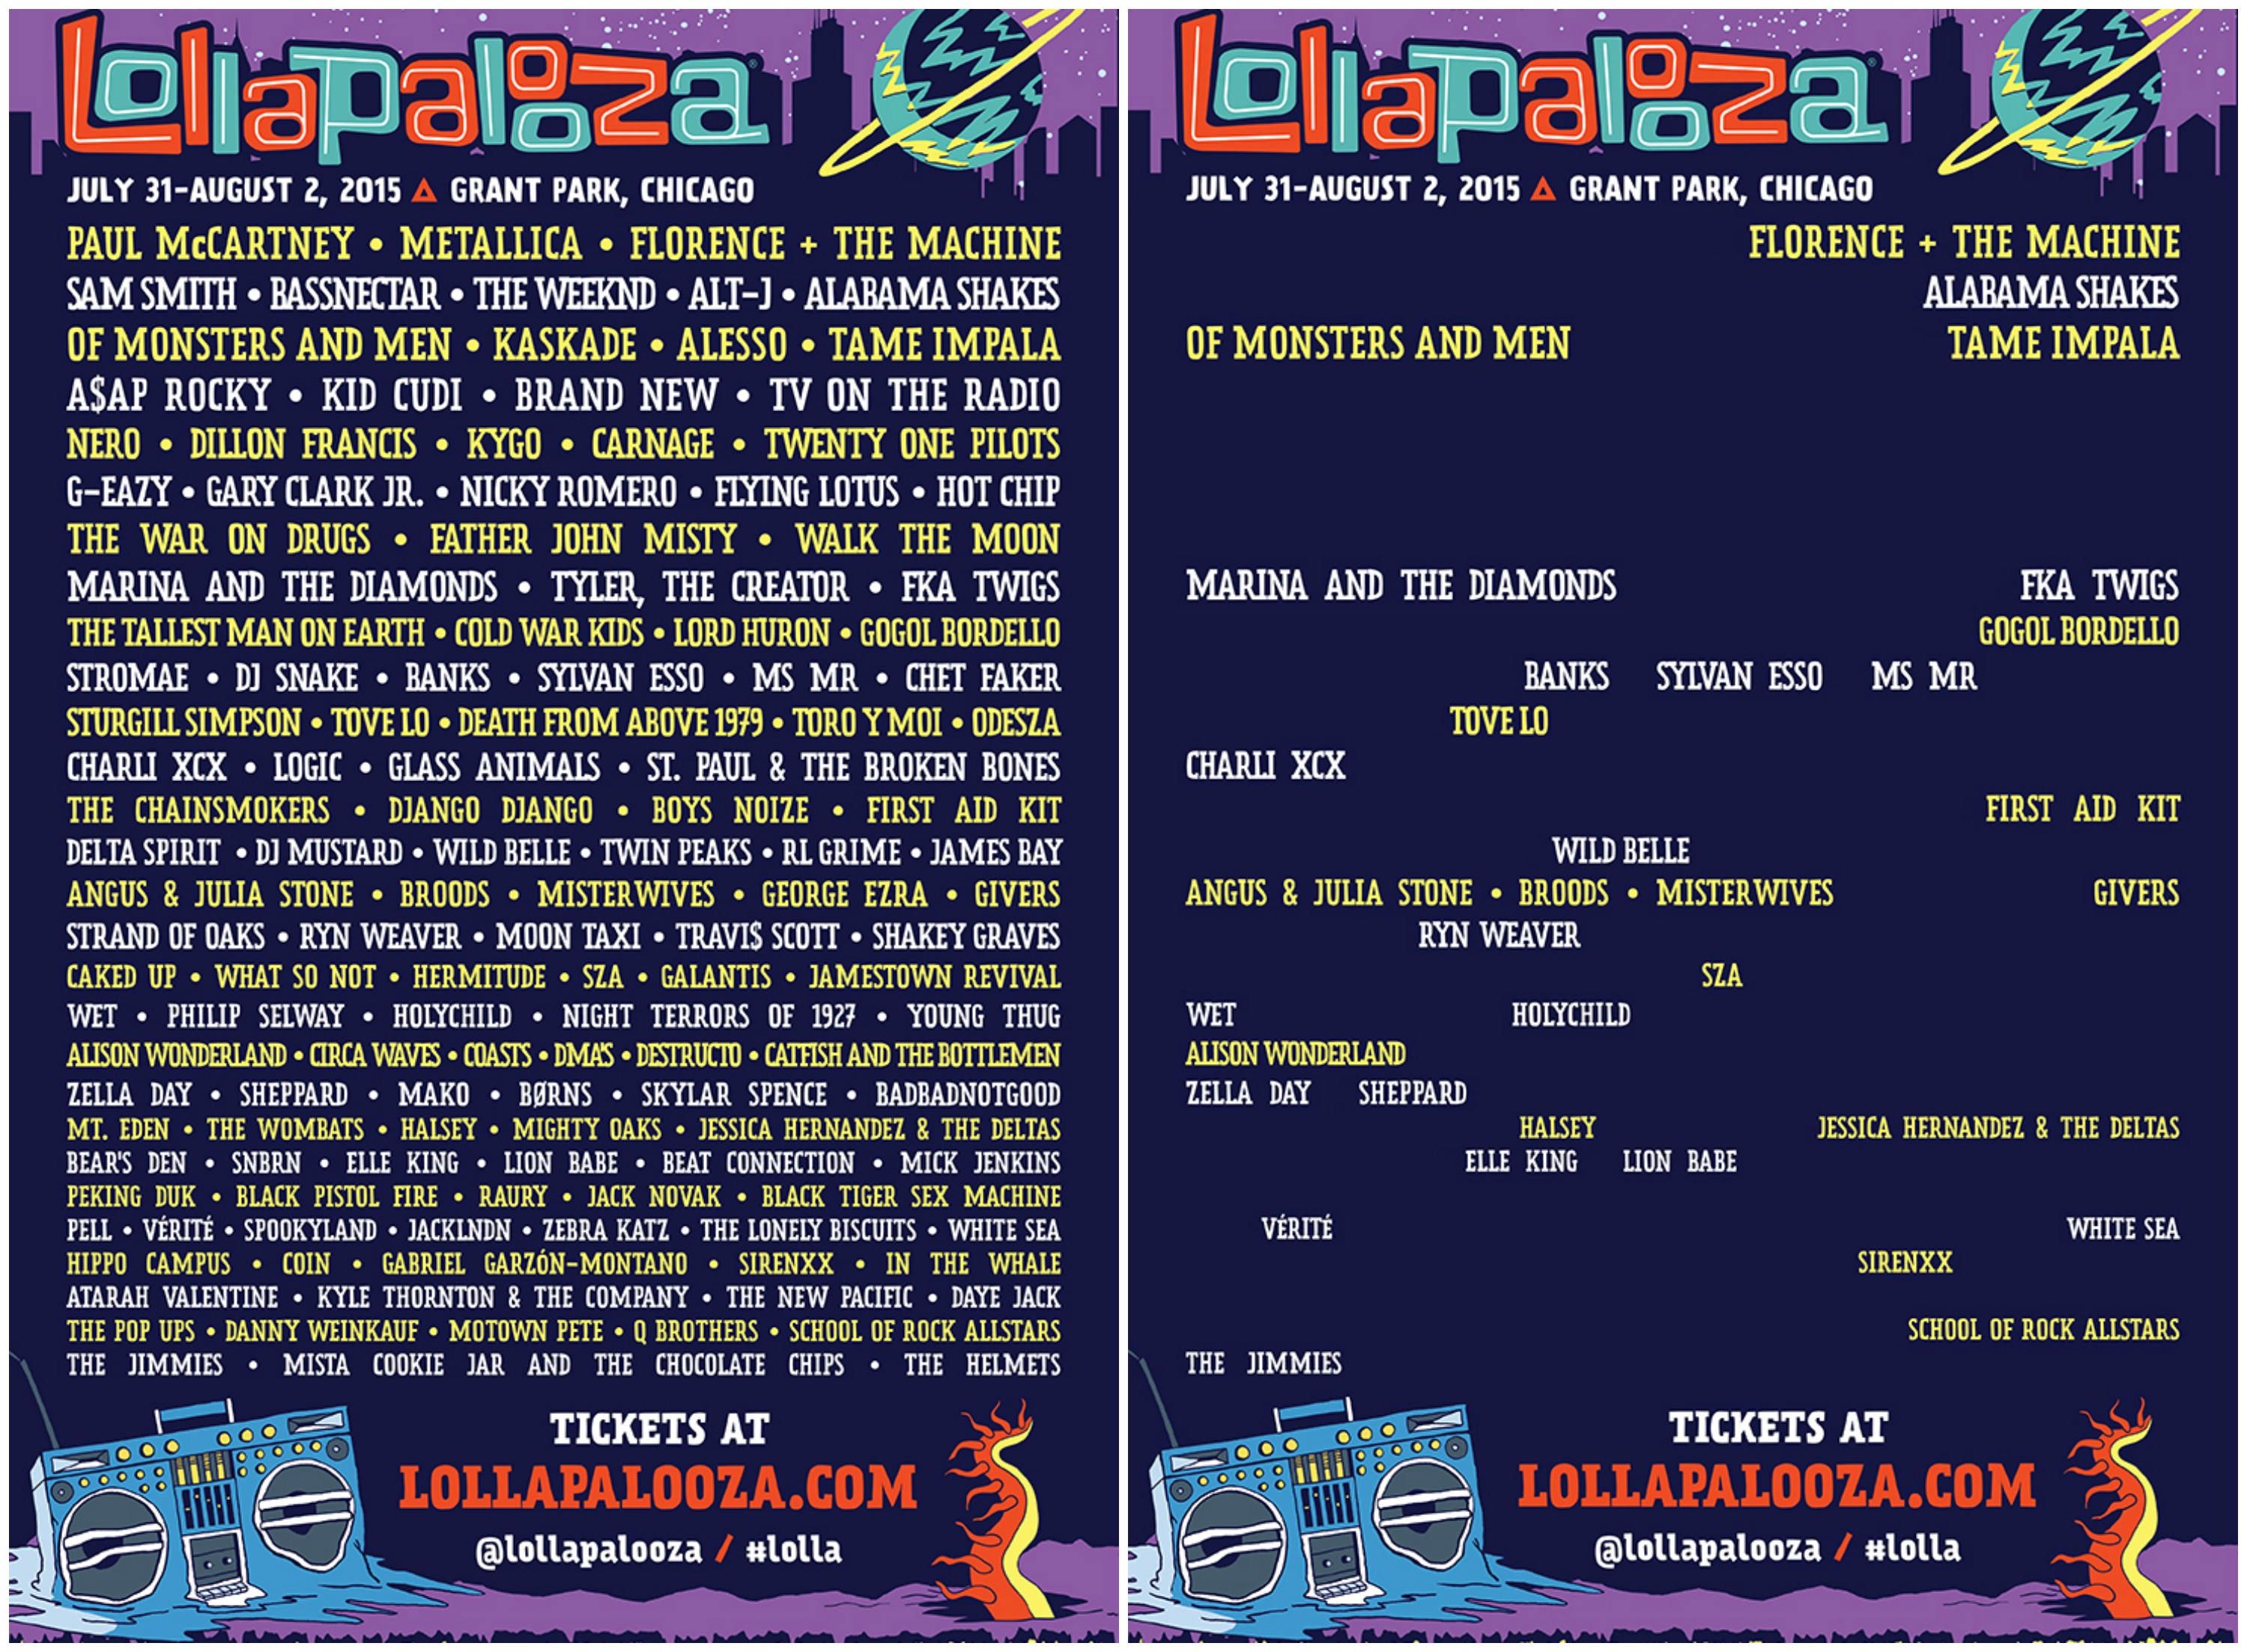 Lollapalooza®
JULY 31-AUGUST 2, 2015 GRANT PARK, CHICAGO
PAUL McCARTNEY • METALLICA • FLORENCE + THE MACHINE
SAM SMITH • BASSNECTAR • THE WEEKND • ALT-J • ALABAMA SHAKES
OF MONSTERS AND MEN • KASKADE • ALESSO • TAME IMPALA
A$AP ROCKY • KID CUDI • BRAND NEW • TV ON THE RADIO
NERO • DILLON FRANCIS • KYGO • CARNAGE • TWENTY ONE PILOTS
G-EAZY • GARY CLARK JR. • NICKY ROMERO • FLYING LOTUS • HOT CHIP
THE WAR ON DRUGS • FATHER JOHN MISTY • WALK THE MOON
MARINA AND THE DIAMONDS • TYLER, THE CREATOR • FKA TWIGS
THE TALLEST MAN ON EARTH • COLD WAR KIDS • LORD HURON • GOGOL BORDELLO
STROMAE • DJ SNAKE • BANKS • SYLVAN ESSO • MS MR • CHET FAKER
STURGILL SIMPSON • TOVE LO • DEATH FROM ABOVE 1979 • TORO Y MOI • ODESZA
CHARLI XCX • LOGIC • GLASS ANIMALS • ST. PAUL & THE BROKEN BONES
THE CHAINSMOKERS • DJANGO DJANGO • BOYS NOIZE • FIRST AID KIT
DELTA SPIRIT • DJ MUSTARD • WILD BELLE • TWIN PEAKS • RL GRIME • JAMES BAY
ANGUS & JULIA STONE • BROODS • MISTERWIVES • GEORGE EZRA • GIVERS
STRAND OF OAKS • RYN WEAVER • MOON TAXI • TRAVI$ SCOTT • SHAKEY GRAVES
CAKED UP • WHAT SO NOT • HERMITUDE • SZA • GALANTIS • JAMESTOWN REVIVAL
WET • PHILIP SELWAY • HOLYCHILD • NIGHT TERRORS OF 1927 • YOUNG THUG
ALISON WONDERLAND • CIRCA WAVES • COASTS • DMA'S • DESTRUCTO • CATFISH AND THE BOTTLEMEN
ZELLA DAY • SHEPPARD • MAKO • BØRNS • SKYLAR SPENCE • BADBADNOTGOOD
MT. EDEN • THE WOMBATS • HALSEY • MIGHTY OAKS • JESSICA HERNANDEZ & THE DELTAS
BEAR'S DEN • SNBRN • ELLE KING • LION BABE • BEAT CONNECTION • MICK JENKINS
PEKING DUK • BLACK PISTOL FIRE • RAURY • JACK NOVAK • BLACK TIGER SEX MACHINE
PELL • VÉRITÉ • SPOOKYLAND • JACKLNDN • ZEBRA KATZ • THE LONELY BISCUITS • WHITE SEA
HIPPO CAMPUS • COIN • GABRIEL GARZÓN-MONTANO • SIRENXX • IN THE WHALE
ATARAH VALENTINE • KYLE THORNTON & THE COMPANY • THE NEW PACIFIC • DAYE JACK
THE POP UPS • DANNY WEINKAUF • MOTOWN PETE • Q BROTHERS • SCHOOL OF ROCK ALLSTARS
THE JIMMIES • MISTA COOKIE JAR AND THE CHOCOLATE CHIPS • THE HELMETS
TICKETS AT
LOLLAPALOOZA.COM
@lollapalooza / #lolla
Lollapalooza®
JULY 31-AUGUST 2, 2015 GRANT PARK, CHICAGO
FLORENCE + THE MACHINE
ALABAMA SHAKES
OF MONSTERS AND MEN TAME IMPALA
MARINA AND THE DIAMONDS FKA TWIGS
GOGOL BORDELLO
BANKS SYLVAN ESSO MS MR
TOVE LO
CHARLI XCX
FIRST AID KIT
WILD BELLE
ANGUS & JULIA STONE • BROODS • MISTERWIVES GIVERS
RYN WEAVER
SZA
WET HOLYCHILD
ALISON WONDERLAND
ZELLA DAY SHEPPARD
HALSEY JESSICA HERNANDEZ & THE DELTAS
ELLE KING LION BABE
VÉRITÉ WHITE SEA
SIRENXX
SCHOOL OF ROCK ALLSTARS
THE JIMMIES
TICKETS AT
LOLLAPALOOZA.COM
@lollapalooza / #lolla